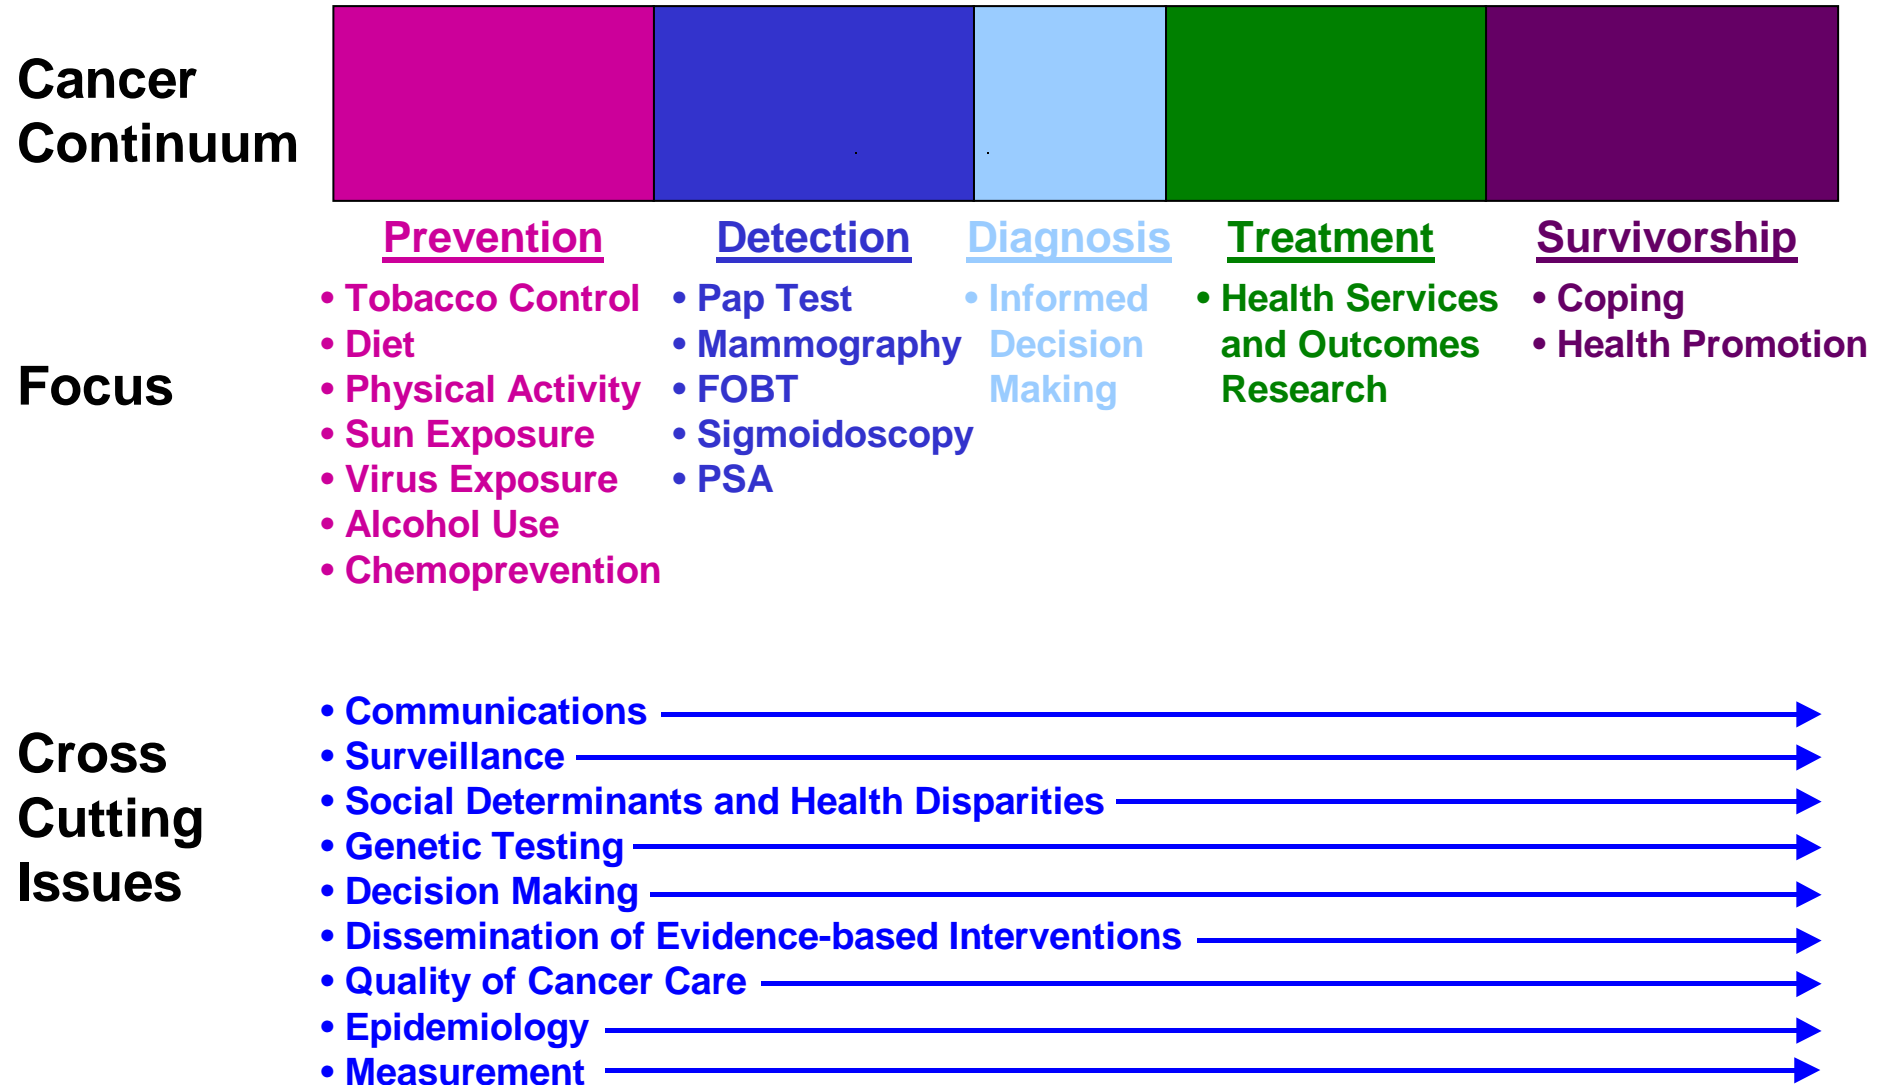 Cancer
Continuum
Prevention
Detection
Diagnosis
Treatment
Survivorship
Focus
• Tobacco Control
• Diet
• Physical Activity
• Sun Exposure
• Virus Exposure
• Alcohol Use
• Chemoprevention
• Pap Test
• Mammography
• FOBT
• Sigmoidoscopy
• PSA
• Informed
Decision
Making
• Health Services
and Outcomes
Research
• Coping
• Health Promotion
Cross
Cutting
Issues
• Communications
• Surveillance
• Social Determinants and Health Disparities
• Genetic Testing
• Decision Making
• Dissemination of Evidence-based Interventions
• Quality of Cancer Care
• Epidemiology
• Measurement